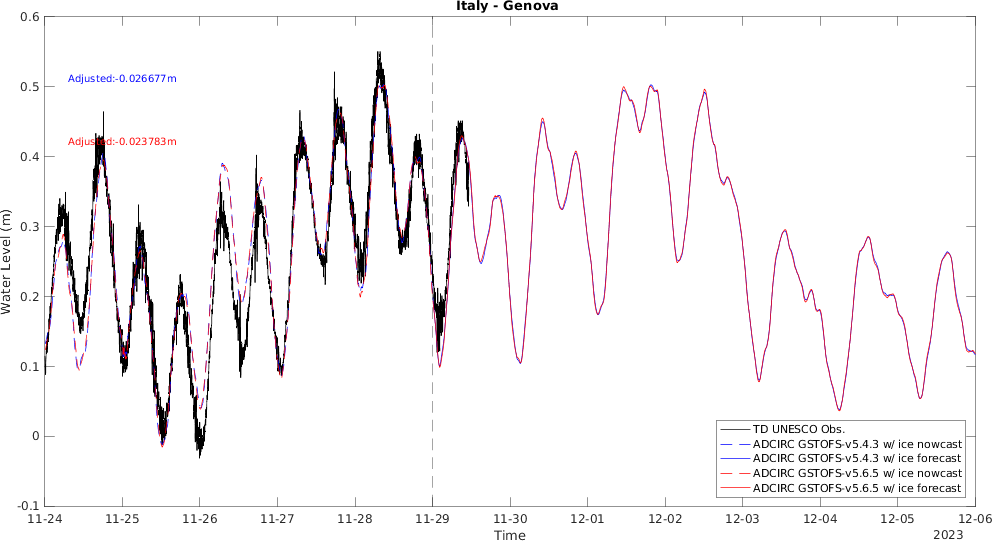 Italy - Genova
0.6
0.5
0.4
0.3
0.2
0.1
0
-0.1
Water Level (m)
Adjusted:-0.026677m
Adjusted:-0.023783m
TD UNESCO Obs.
ADCIRC GSTOFS-v5.4.3 w/ ice nowcast
ADCIRC GSTOFS-v5.4.3 w/ ice forecast
ADCIRC GSTOFS-v5.6.5 w/ ice nowcast
ADCIRC GSTOFS-v5.6.5 w/ ice forecast
11-24 11-25 11-26 11-27 11-28 11-29 11-30 12-01 12-02 12-03 12-04 12-05 12-06
Time
2023